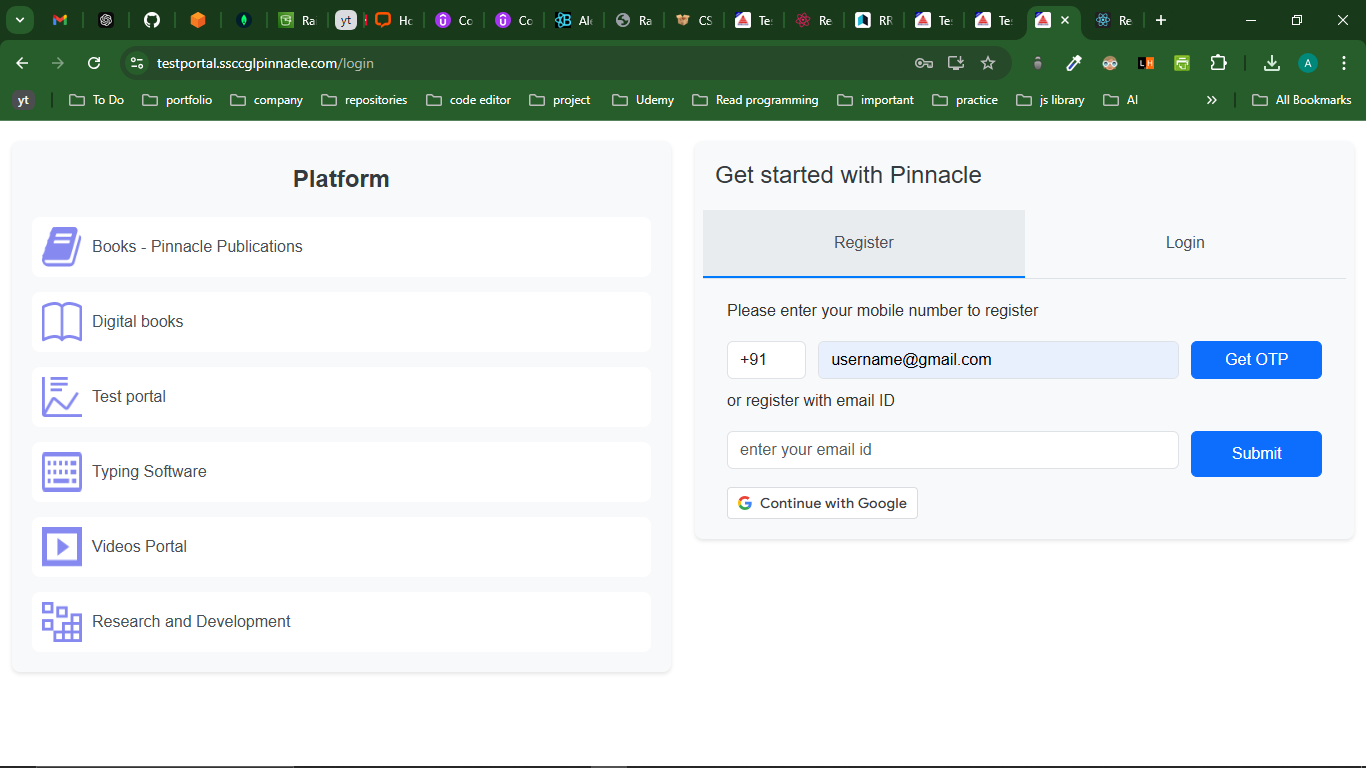 yt Ra Ho Co Co Ale Ra CS Te: Re RR Te: Te: Re
testportal.ssccglpinnacle.com/login
A
yt To Do portfolio company repositories code editor project Udemy Read programming important practice js library AI » All Bookmarks
Platform
Books - Pinnacle Publications
Digital books
Test portal
Typing Software
Videos Portal
Research and Development
Get started with Pinnacle
Register Login
Please enter your mobile number to register
+91 username@gmail.com Get OTP
or register with email ID
enter your email id Submit
Continue with Google